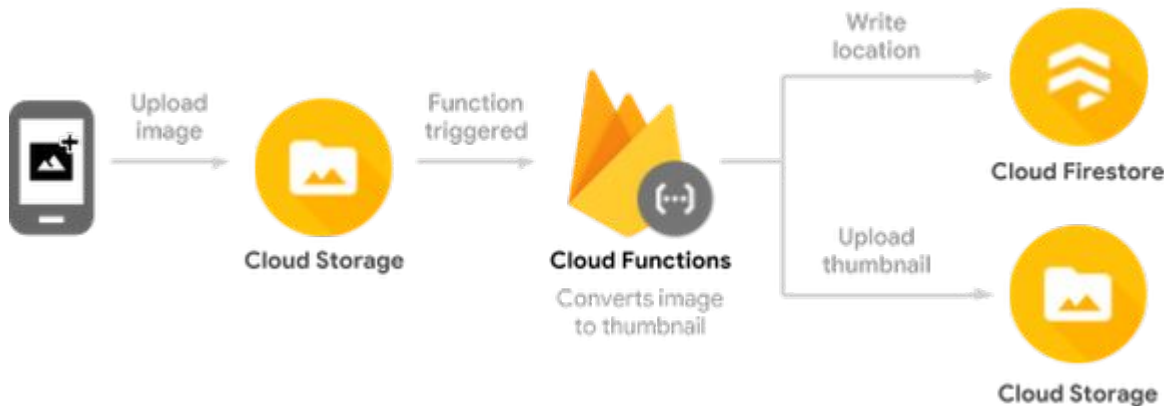 Upload
image
Cloud Storage
Function
triggered
Cloud Functions
Converts image
to thumbnail
Write
location
Cloud Firestore
Upload
thumbnail
Cloud Storage